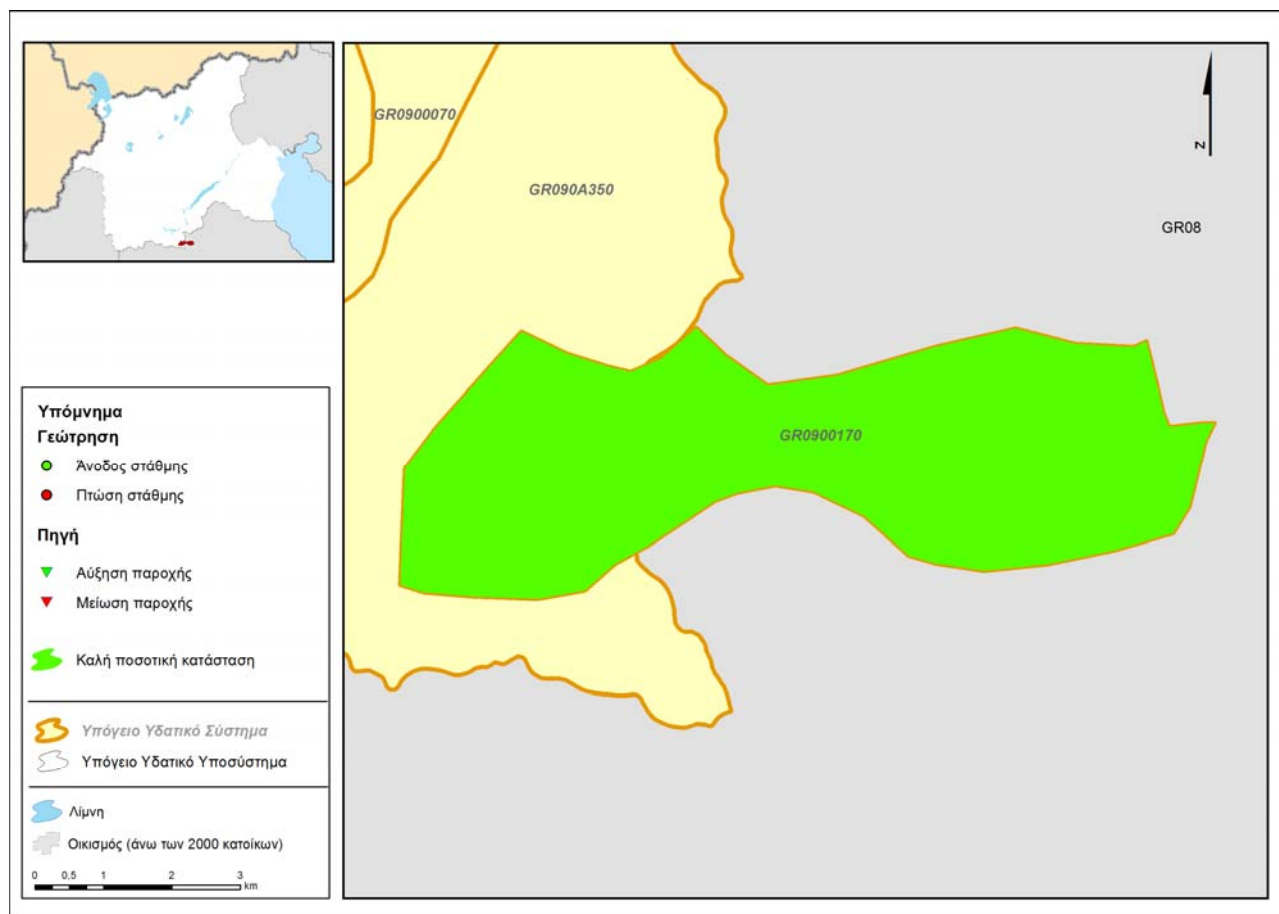 GR0900070
GR090A350
GR08
GR0900170
N
Υπόμνημα
Γεώτρηση
Άνοδος στάθμης
Πτώση στάθμης
Πηγή
Αύξηση παροχής
Μείωση παροχής
Καλή ποσοτική κατάσταση
Υπόγειο Υδατικό Σύστημα
Υπόγειο Υδατικό Υποσύστημα
Λίμνη
Οικισμός (άνω των 2000 κατοίκων)
0 0,5 1 2 3
km